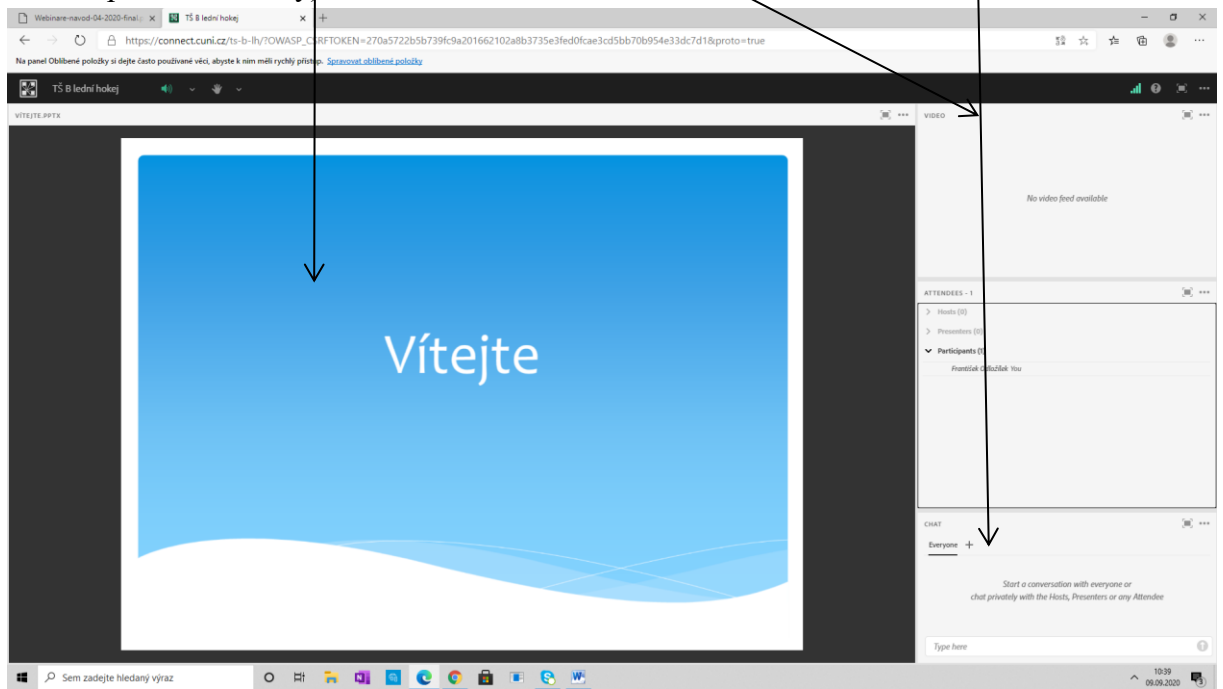 Webinare-navod-04-2020-final.p
TŠ B lední hokej
https://connect.cuni.cz/ts-b-lh/?OWASP_CSRFTOKEN=270a5722b5b739fc9a201662102a8b3735e3fed0fcae3cd5bb70b954e33dc7d1&proto=true
Na panel Oblíbené položky si dejte často používané věci, abyste k nim měli rychlý přístup. Spravovat oblíbené položky
TŠ B lední hokej
VÍTEJTE.PPTX
VIDEO
No video feed available
Vítejte
ATTENDEES - 1
Hosts (0)
Presenters (0)
Participants (1)
František Odložilek You
CHAT
Everyone
Start a conversation with everyone or
chat privately with the Hosts, Presenters or any Attendee
Type here
Sem zadejte hledaný výraz
10:39
09.09.2020
3